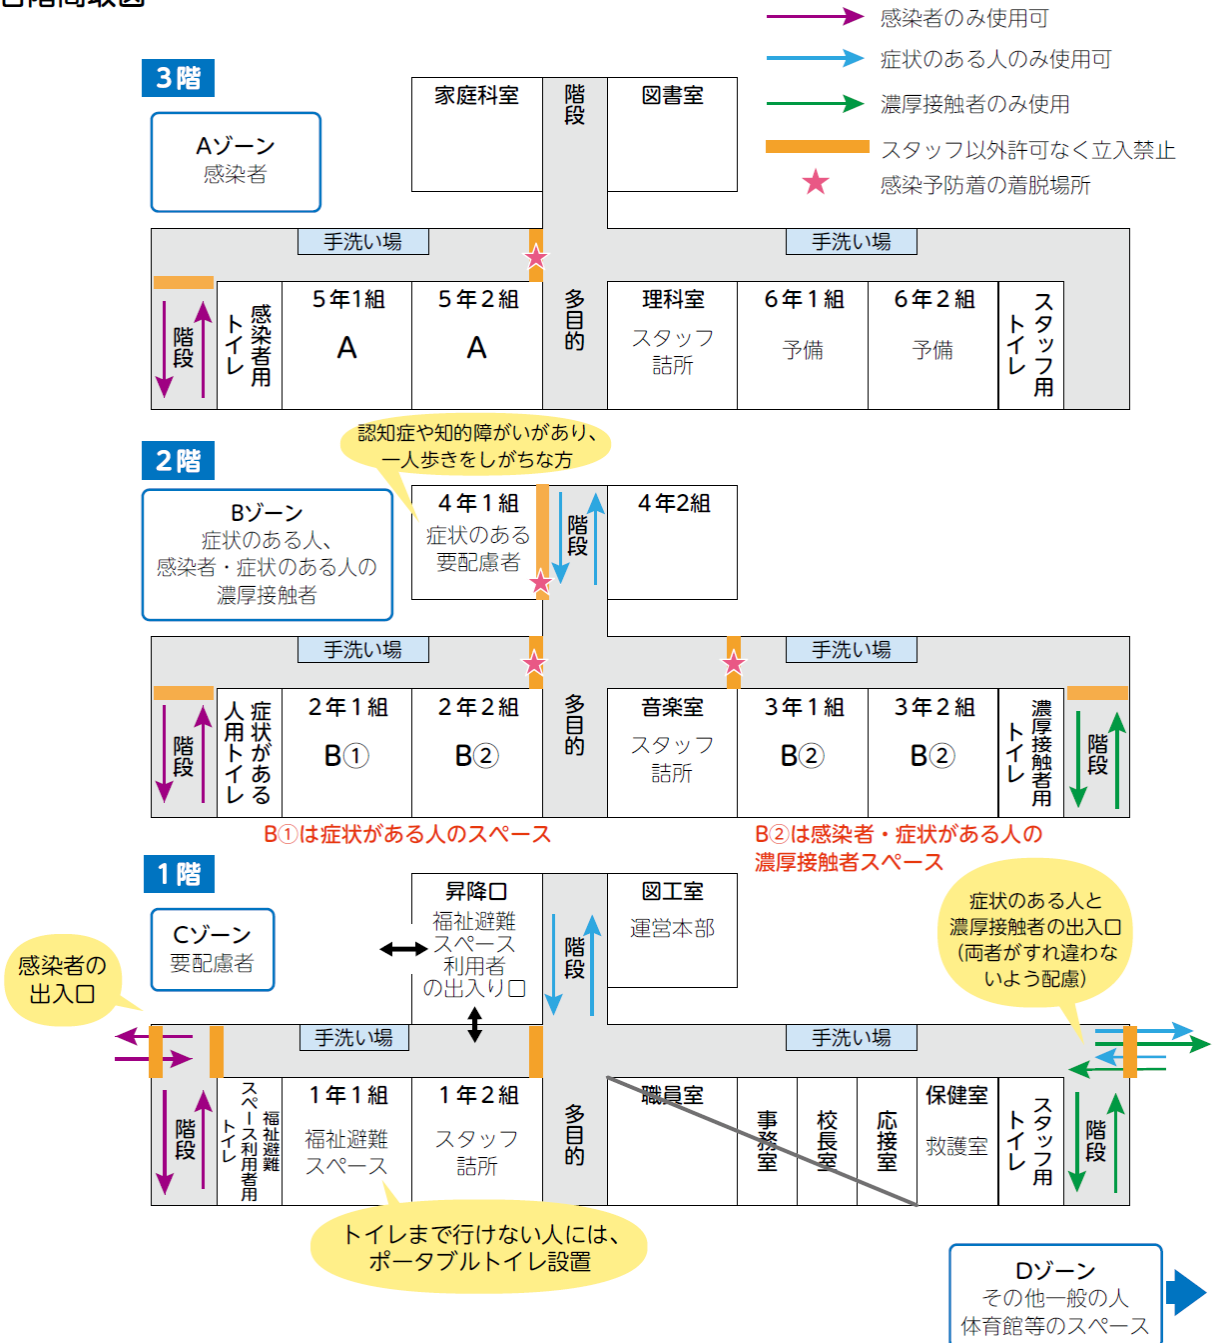 各階間取図
感染者のみ使用可
症状のある人のみ使用可
濃厚接触者のみ使用
スタッフ以外許可なく立入禁止
感染予防着の着脱場所
3階
Aゾーン
感染者
家庭科室
階段
図書室
手洗い場
手洗い場
階段
感染者用
トイレ
5年1組
A
5年2組
A
多目的
理科室
スタッフ
詰所
6年1組
予備
6年2組
予備
スタッフ用
トイレ
認知症や知的障がいがあり、
一人歩きをしがちな方
2階
Bゾーン
症状のある人、
感染者・症状のある人の
濃厚接触者
4年1組
症状のある
要配慮者
階段
4年2組
手洗い場
手洗い場
階段
症状がある
人用トイレ
2年1組
B①
2年2組
B②
多目的
音楽室
スタッフ
詰所
3年1組
B②
3年2組
B②
濃厚接触者用
トイレ
階段
B①は症状がある人のスペース
B②は感染者・症状がある人の
濃厚接触者スペース
1階
Cゾーン
要配慮者
感染者の
出入口
昇降口
福祉避難
スペース
利用者
の出入り口
階段
図工室
運営本部
症状のある人と
濃厚接触者の出入口
(両者がすれ違わな
いよう配慮)
手洗い場
手洗い場
階段
福祉避難
スペース利用者用
トイレ
1年1組
福祉避難
スペース
1年2組
スタッフ
詰所
多目的
職員室
事務室
校長室
応接室
保健室
救護室
スタッフ用
トイレ
階段
トイレまで行けない人には、
ポータブルトイレ設置
Dゾーン
その他一般の人
体育館等のスペース